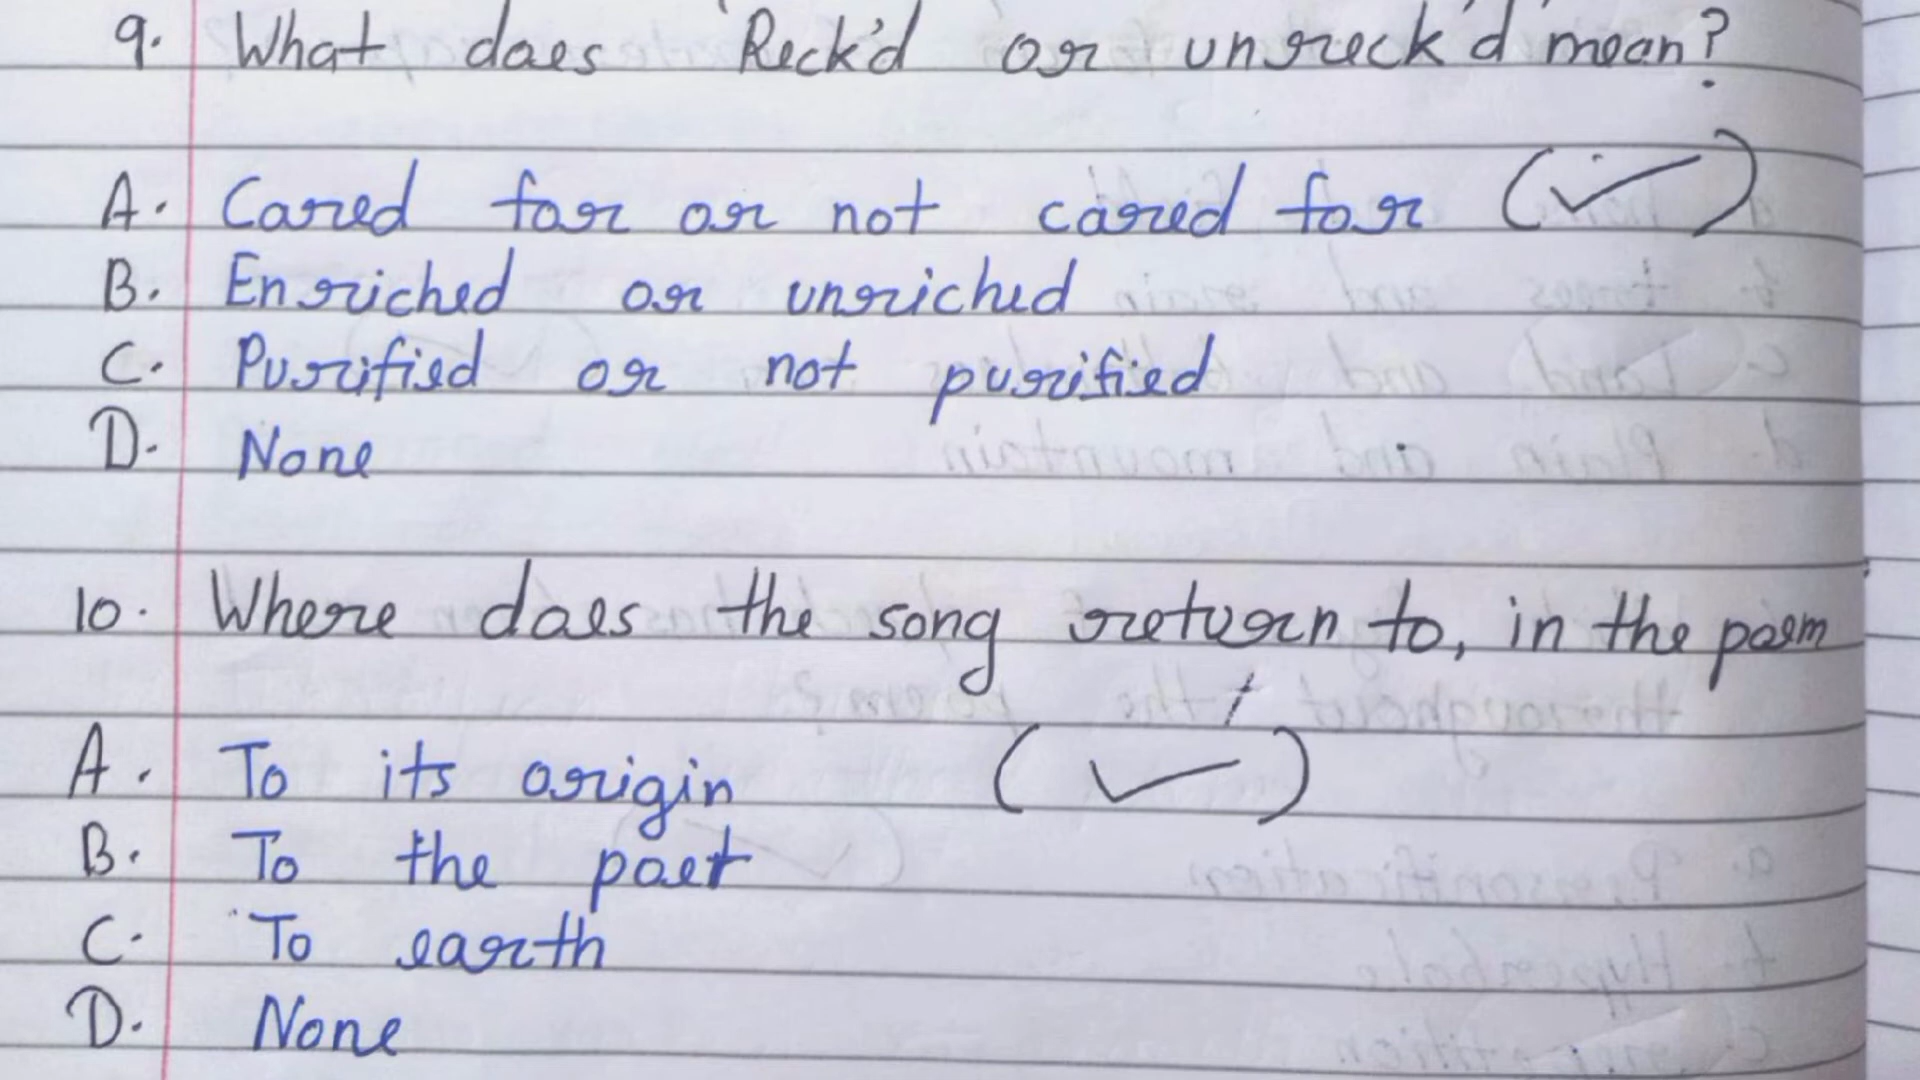 9. What does 'Reck'd or unreck'd' mean?
A. Cared for or not cared for (✓)
B. Enriched or unriched
C. Purified or not purified
D. None
10. Where does the song return to, in the poem
A. To its origin (✓)
B. To the poet
C. To earth
D. None